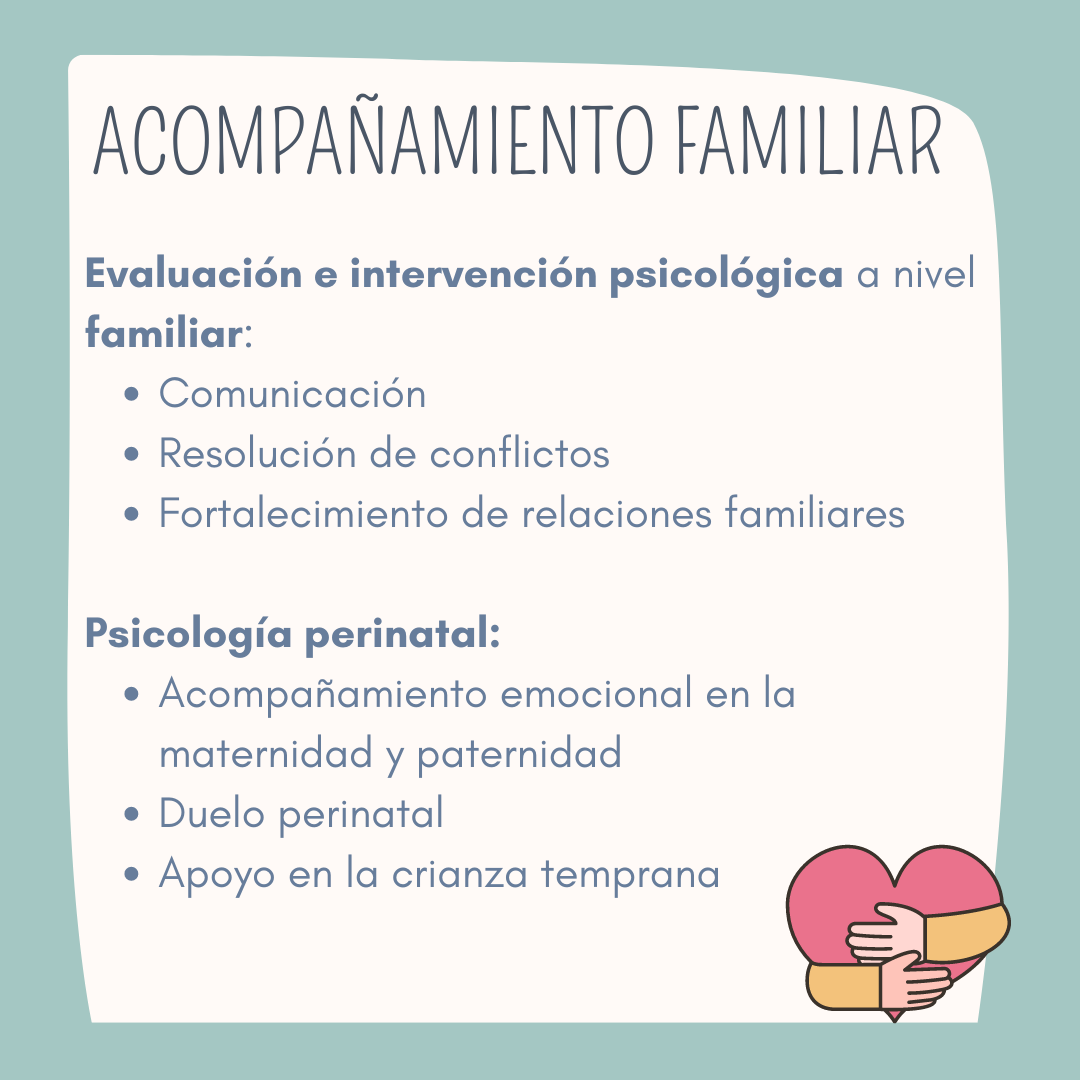 ACOMPAÑAMIENTO FAMILIAR
Evaluación e intervención psicológica a nivel
familiar:
• Comunicación
• Resolución de conflictos
• Fortalecimiento de relaciones familiares
Psicología perinatal:
• Acompañamiento emocional en la
maternidad y paternidad
• Duelo perinatal
• Apoyo en la crianza temprana